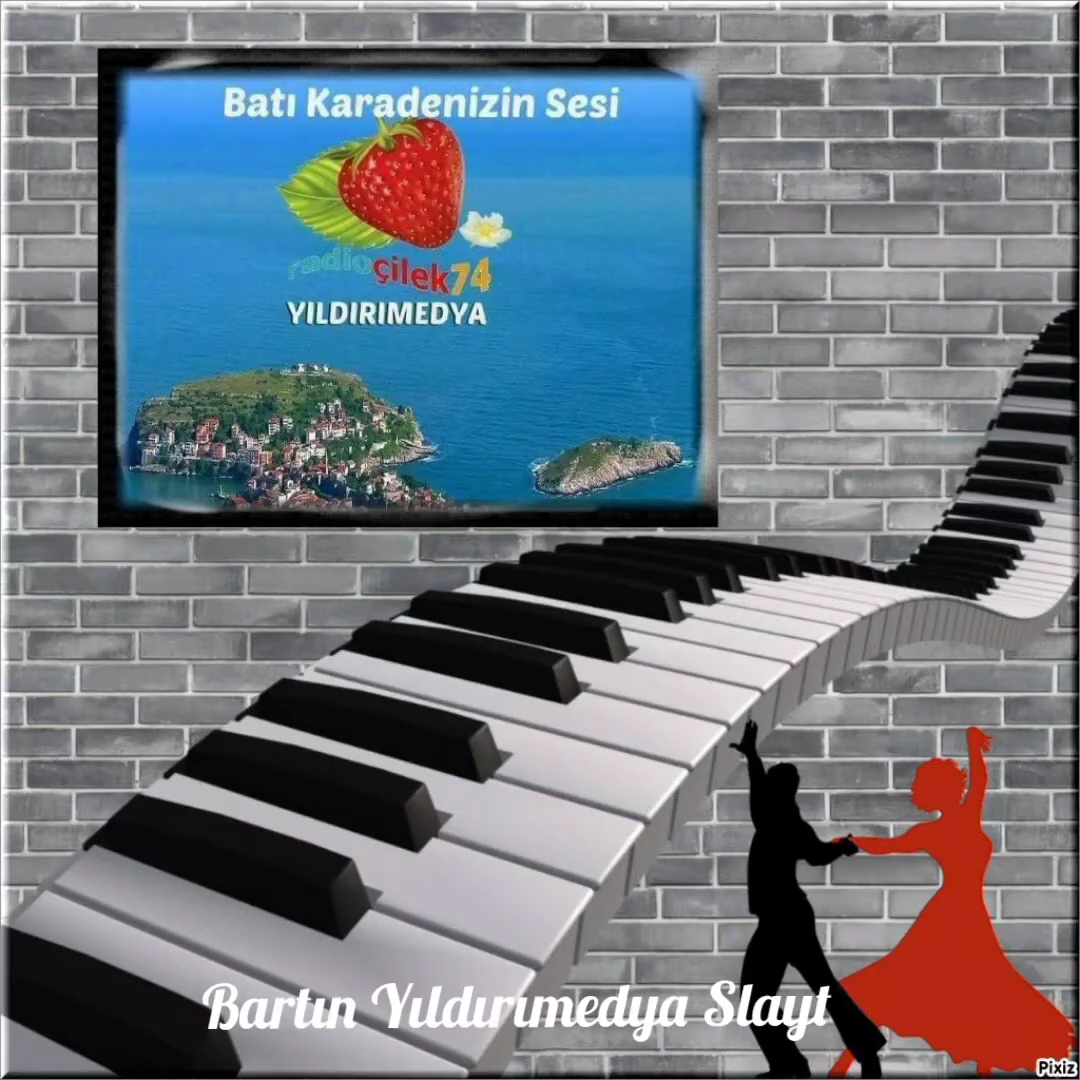 Batı Karadenizin Sesi
radio çilek74
YILDIRIMEDYA
Bartın Yıldırımedya Slayt
Pixiz